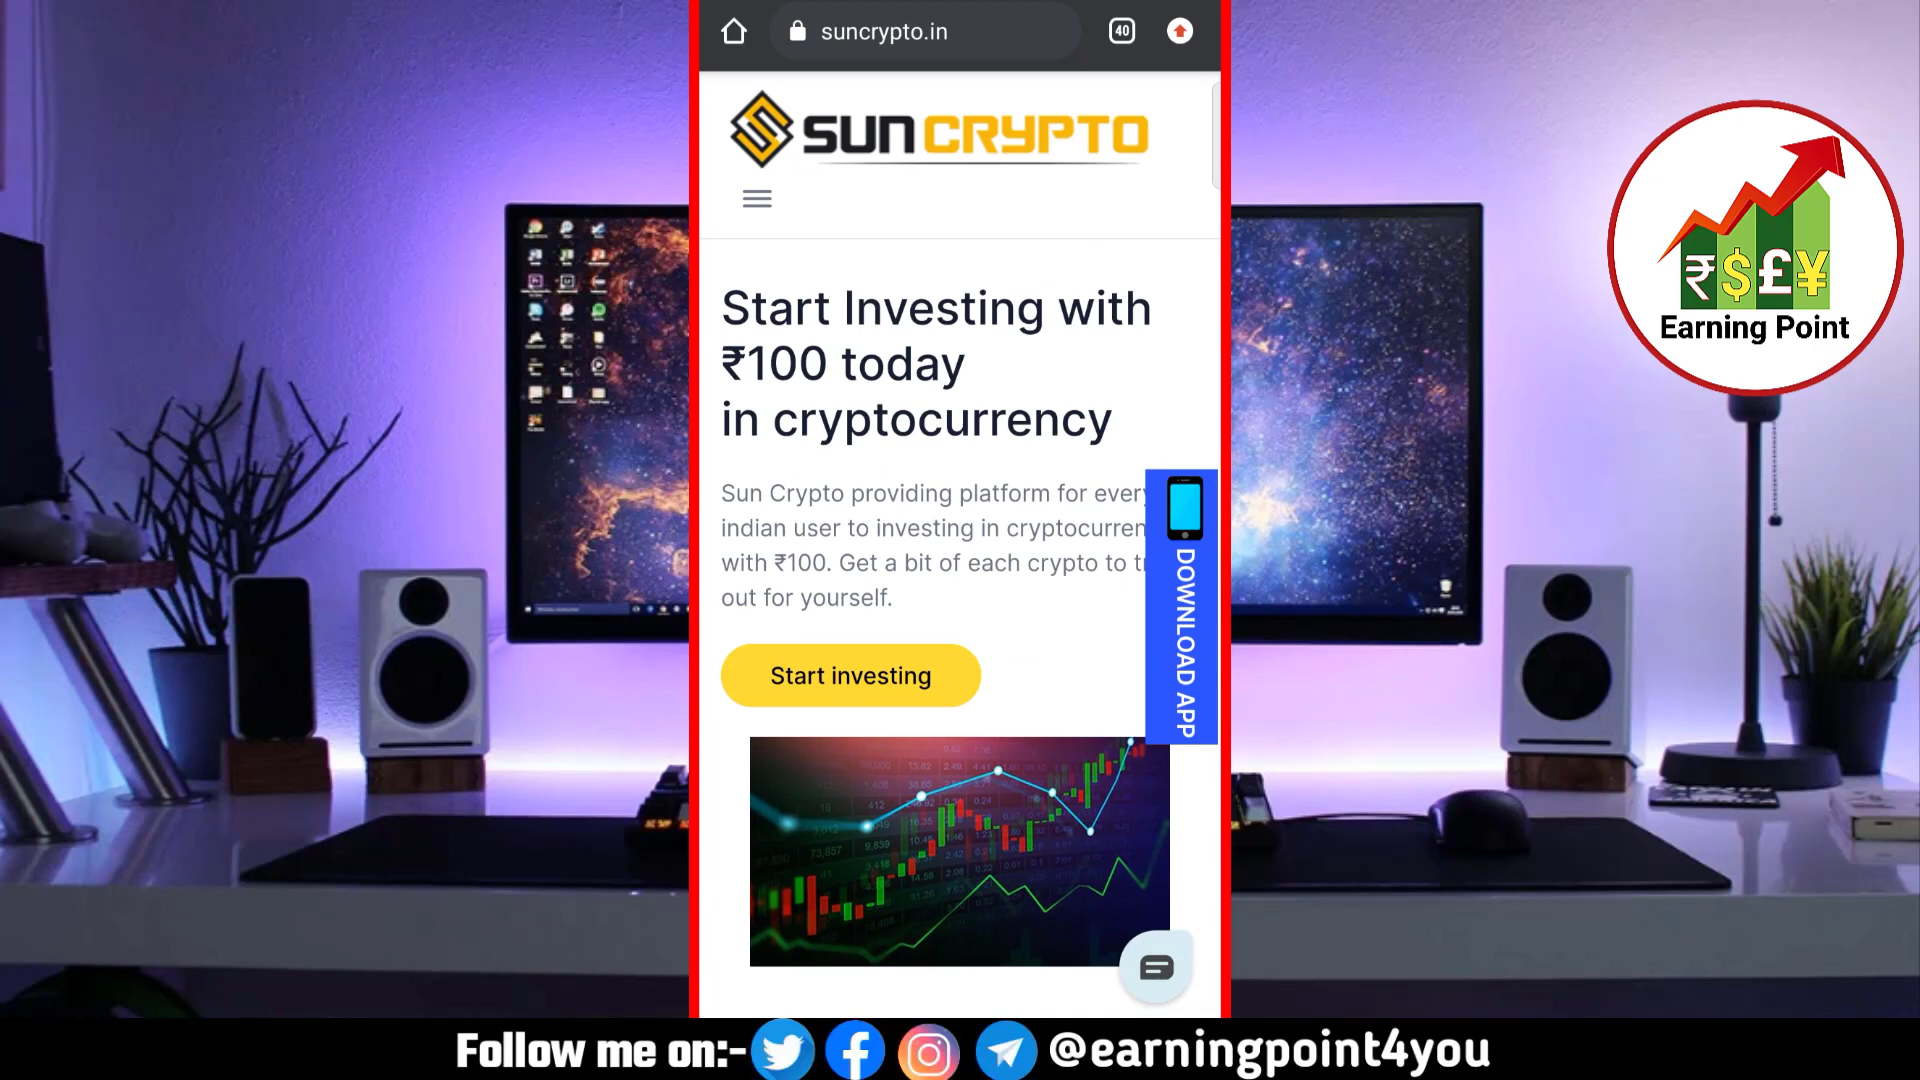 suncrypto.in
40
SUN CRYPTO
Start Investing with
₹100 today
in cryptocurrency
Sun Crypto providing platform for every
indian user to investing in cryptocurren
with ₹100. Get a bit of each crypto to tr
out for yourself.
DOWNLOAD APP
Start investing
₹$£¥
Earning Point
Follow me on:-
@earningpoint4you